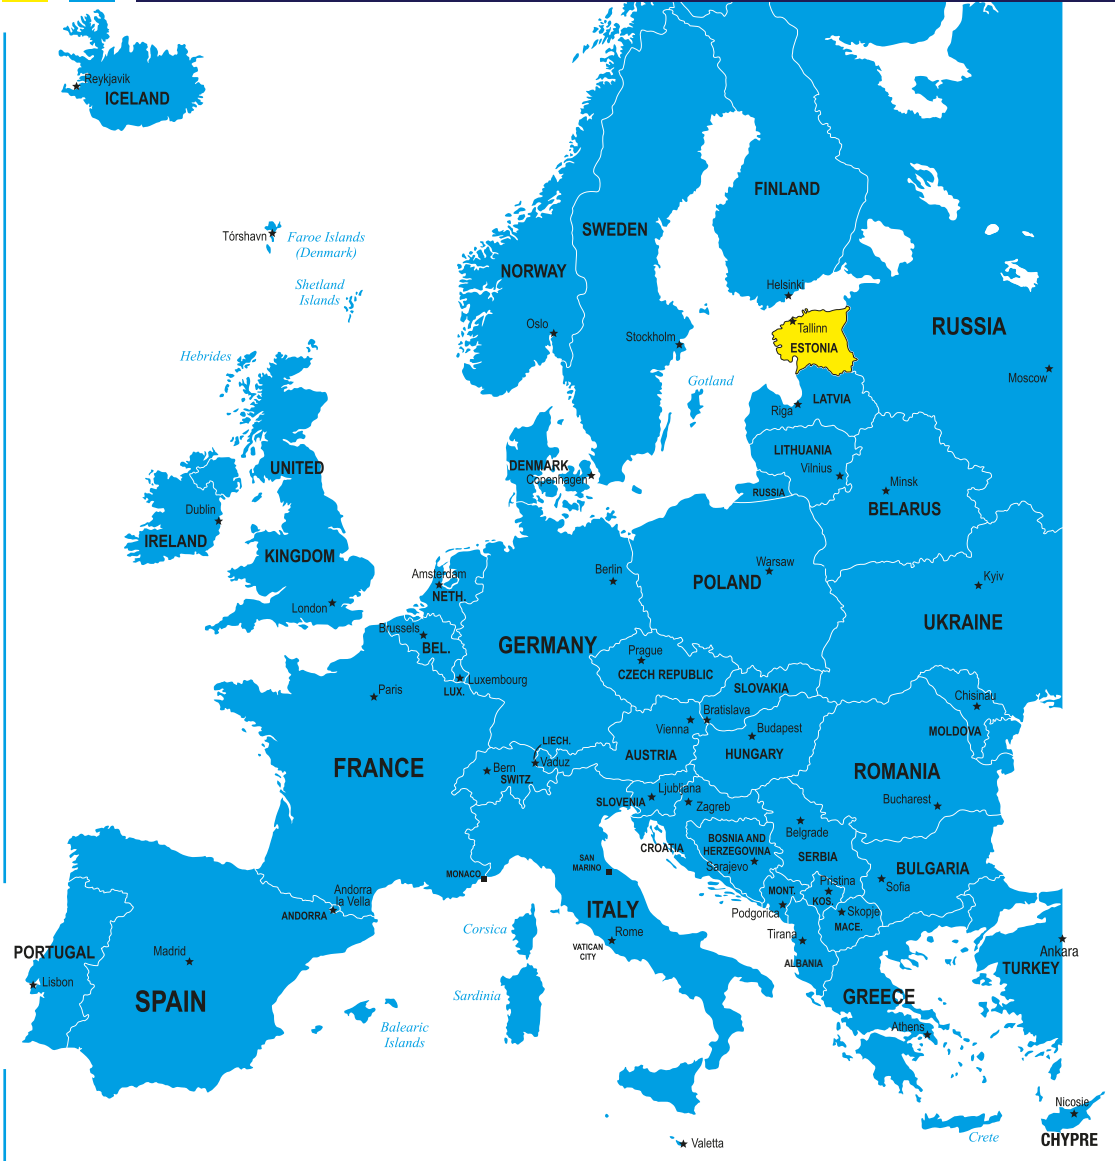 Reykjavik
ICELAND
FINLAND
SWEDEN
Tórshavn
Faroe Islands
(Denmark)
NORWAY
Shetland
Islands
Helsinki
Oslo
Stockholm
Tallinn
ESTONIA
RUSSIA
Hebrides
Moscow
Gotland
Riga
LATVIA
LITHUANIA
Vilnius
UNITED
DENMARK
Copenhagen
RUSSIA
Minsk
BELARUS
Dublin
IRELAND
KINGDOM
London
Amsterdam
NETH.
Berlin
Warsaw
POLAND
Kyiv
UKRAINE
Brussels
BEL.
GERMANY
Prague
CZECH REPUBLIC
Luxembourg
LUX.
Paris
SLOVAKIA
Bratislava
Vienna
Budapest
Chisinau
MOLDOVA
LIECH.
Vaduz
Bern
SWITZ.
AUSTRIA
HUNGARY
FRANCE
ROMANIA
Bucharest
Ljubljana
SLOVENIA
Zagreb
Belgrade
BOSNIA AND
HERZEGOVINA
CROATIA
Sarajevo
SERBIA
BULGARIA
Sofia
SAN
MARINO
MONACO
Pristina
KOS.
MONT.
Andorra
la Vella
ANDORRA
ITALY
Podgorica
Skopje
MACE.
Corsica
Rome
VATICAN
CITY
Tirana
ALBANIA
PORTUGAL
Madrid
Lisbon
SPAIN
Ankara
TURKEY
Sardinia
GREECE
Athens
Balearic
Islands
Nicosie
CHYPRE
Crete
Valetta